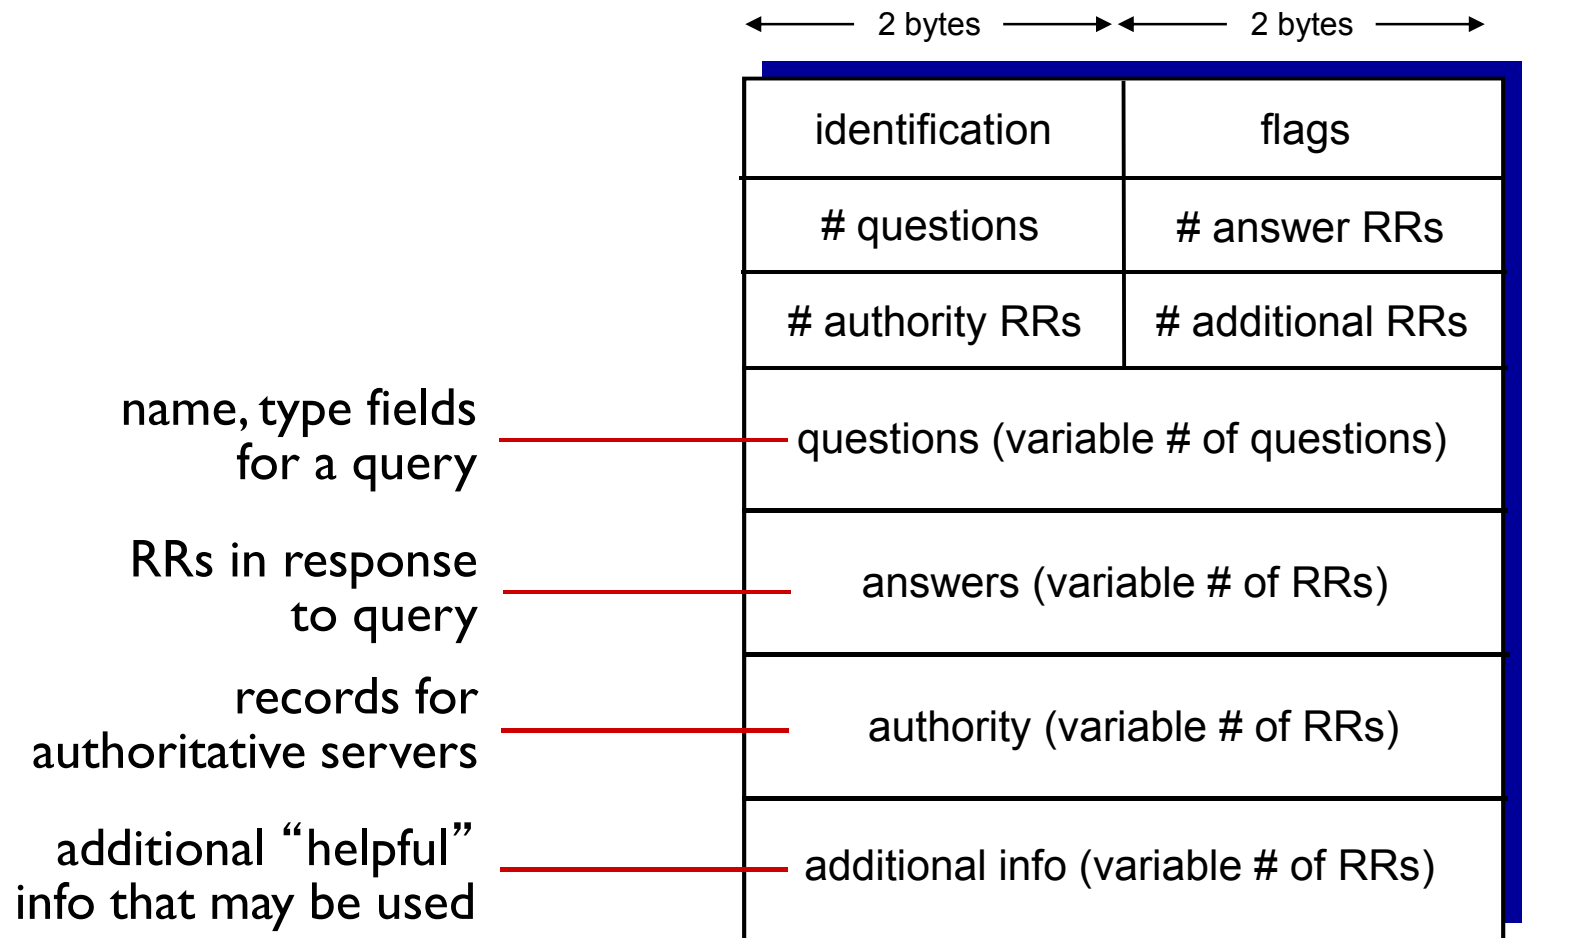 2 bytes 2 bytes
identification flags
# questions # answer RRs
# authority RRs # additional RRs
name, type fields
for a query
questions (variable # of questions)
RRs in response
to query
answers (variable # of RRs)
records for
authoritative servers
authority (variable # of RRs)
additional “helpful”
info that may be used
additional info (variable # of RRs)